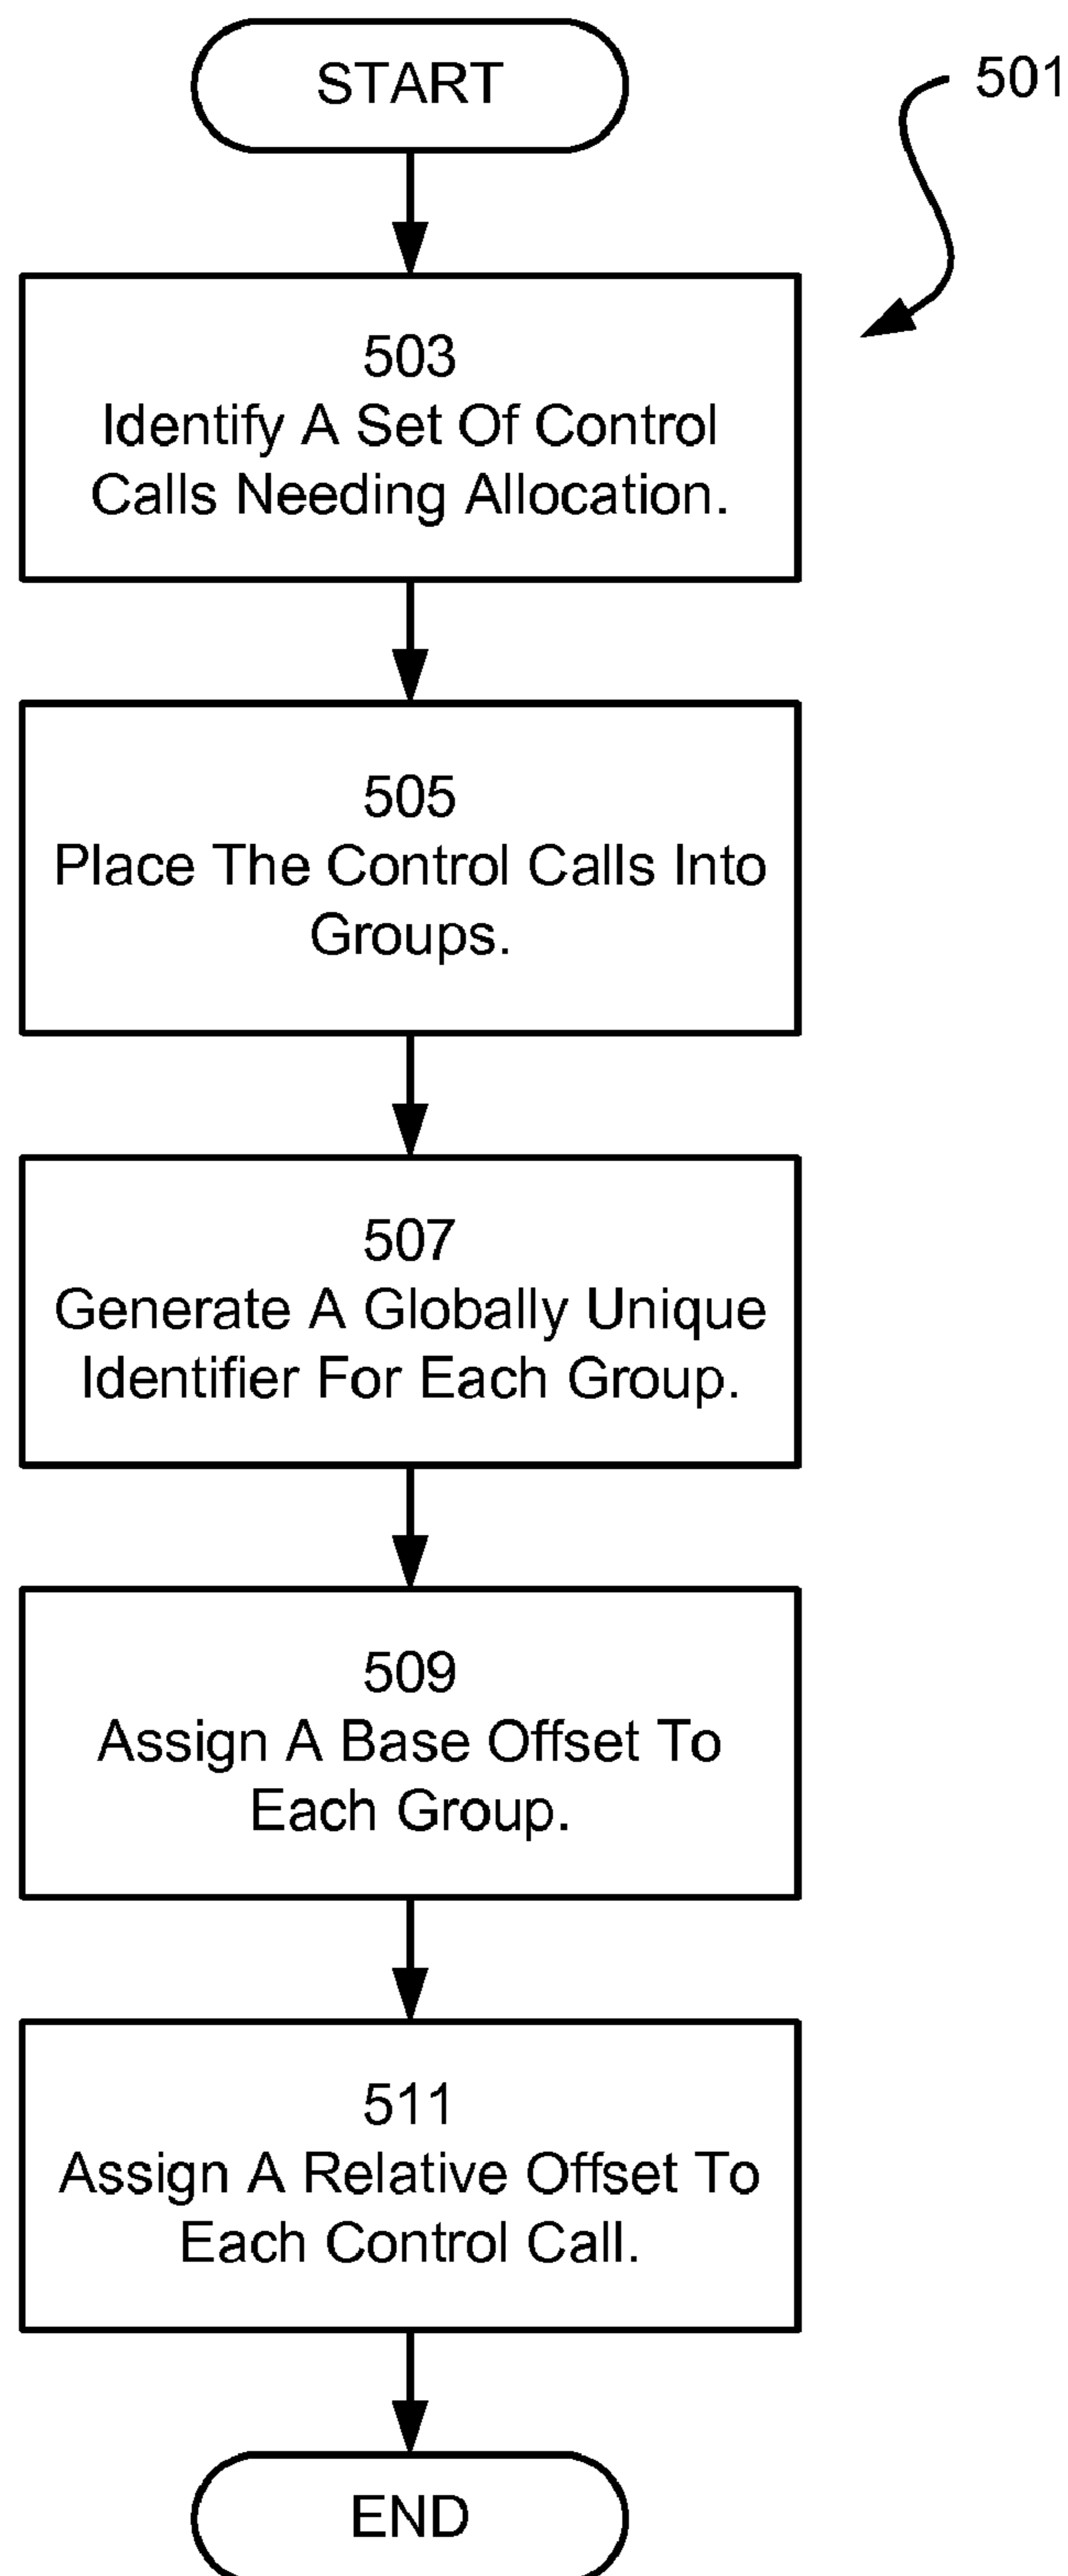 START
501
503
Identify A Set Of Control
Calls Needing Allocation.
505
Place The Control Calls Into
Groups.
507
Generate A Globally Unique
Identifier For Each Group.
509
Assign A Base Offset To
Each Group.
511
Assign A Relative Offset To
Each Control Call.
END